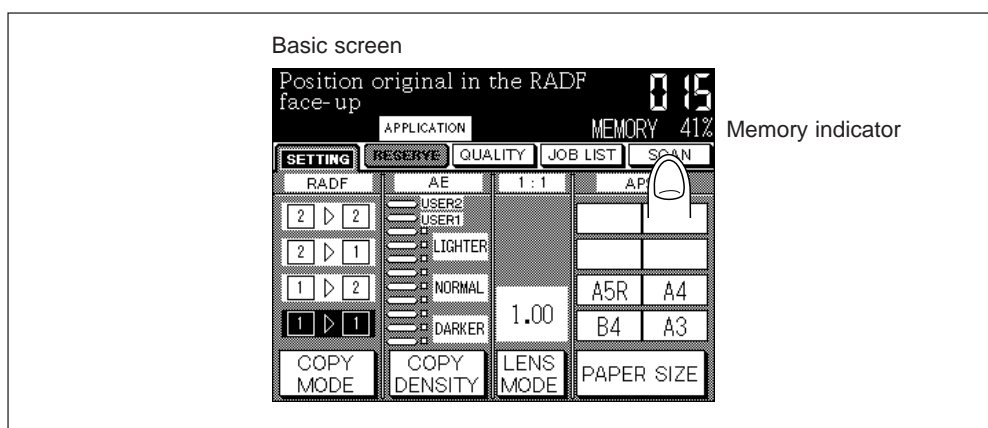 Basic screen
Position original in the RADF
face-up
015
APPLICATION
MEMORY 41%
Memory indicator
SETTING RESERVE QUALITY JOB LIST SCAN
RADF AE 1 : 1
2 ▷ 2
USER2
USER1
2 ▷ 1
LIGHTER
1 ▷ 2
NORMAL
A5R A4
1 ▷ 1
DARKER
1.00
B4 A3
COPY MODE
COPY DENSITY
LENS MODE
PAPER SIZE